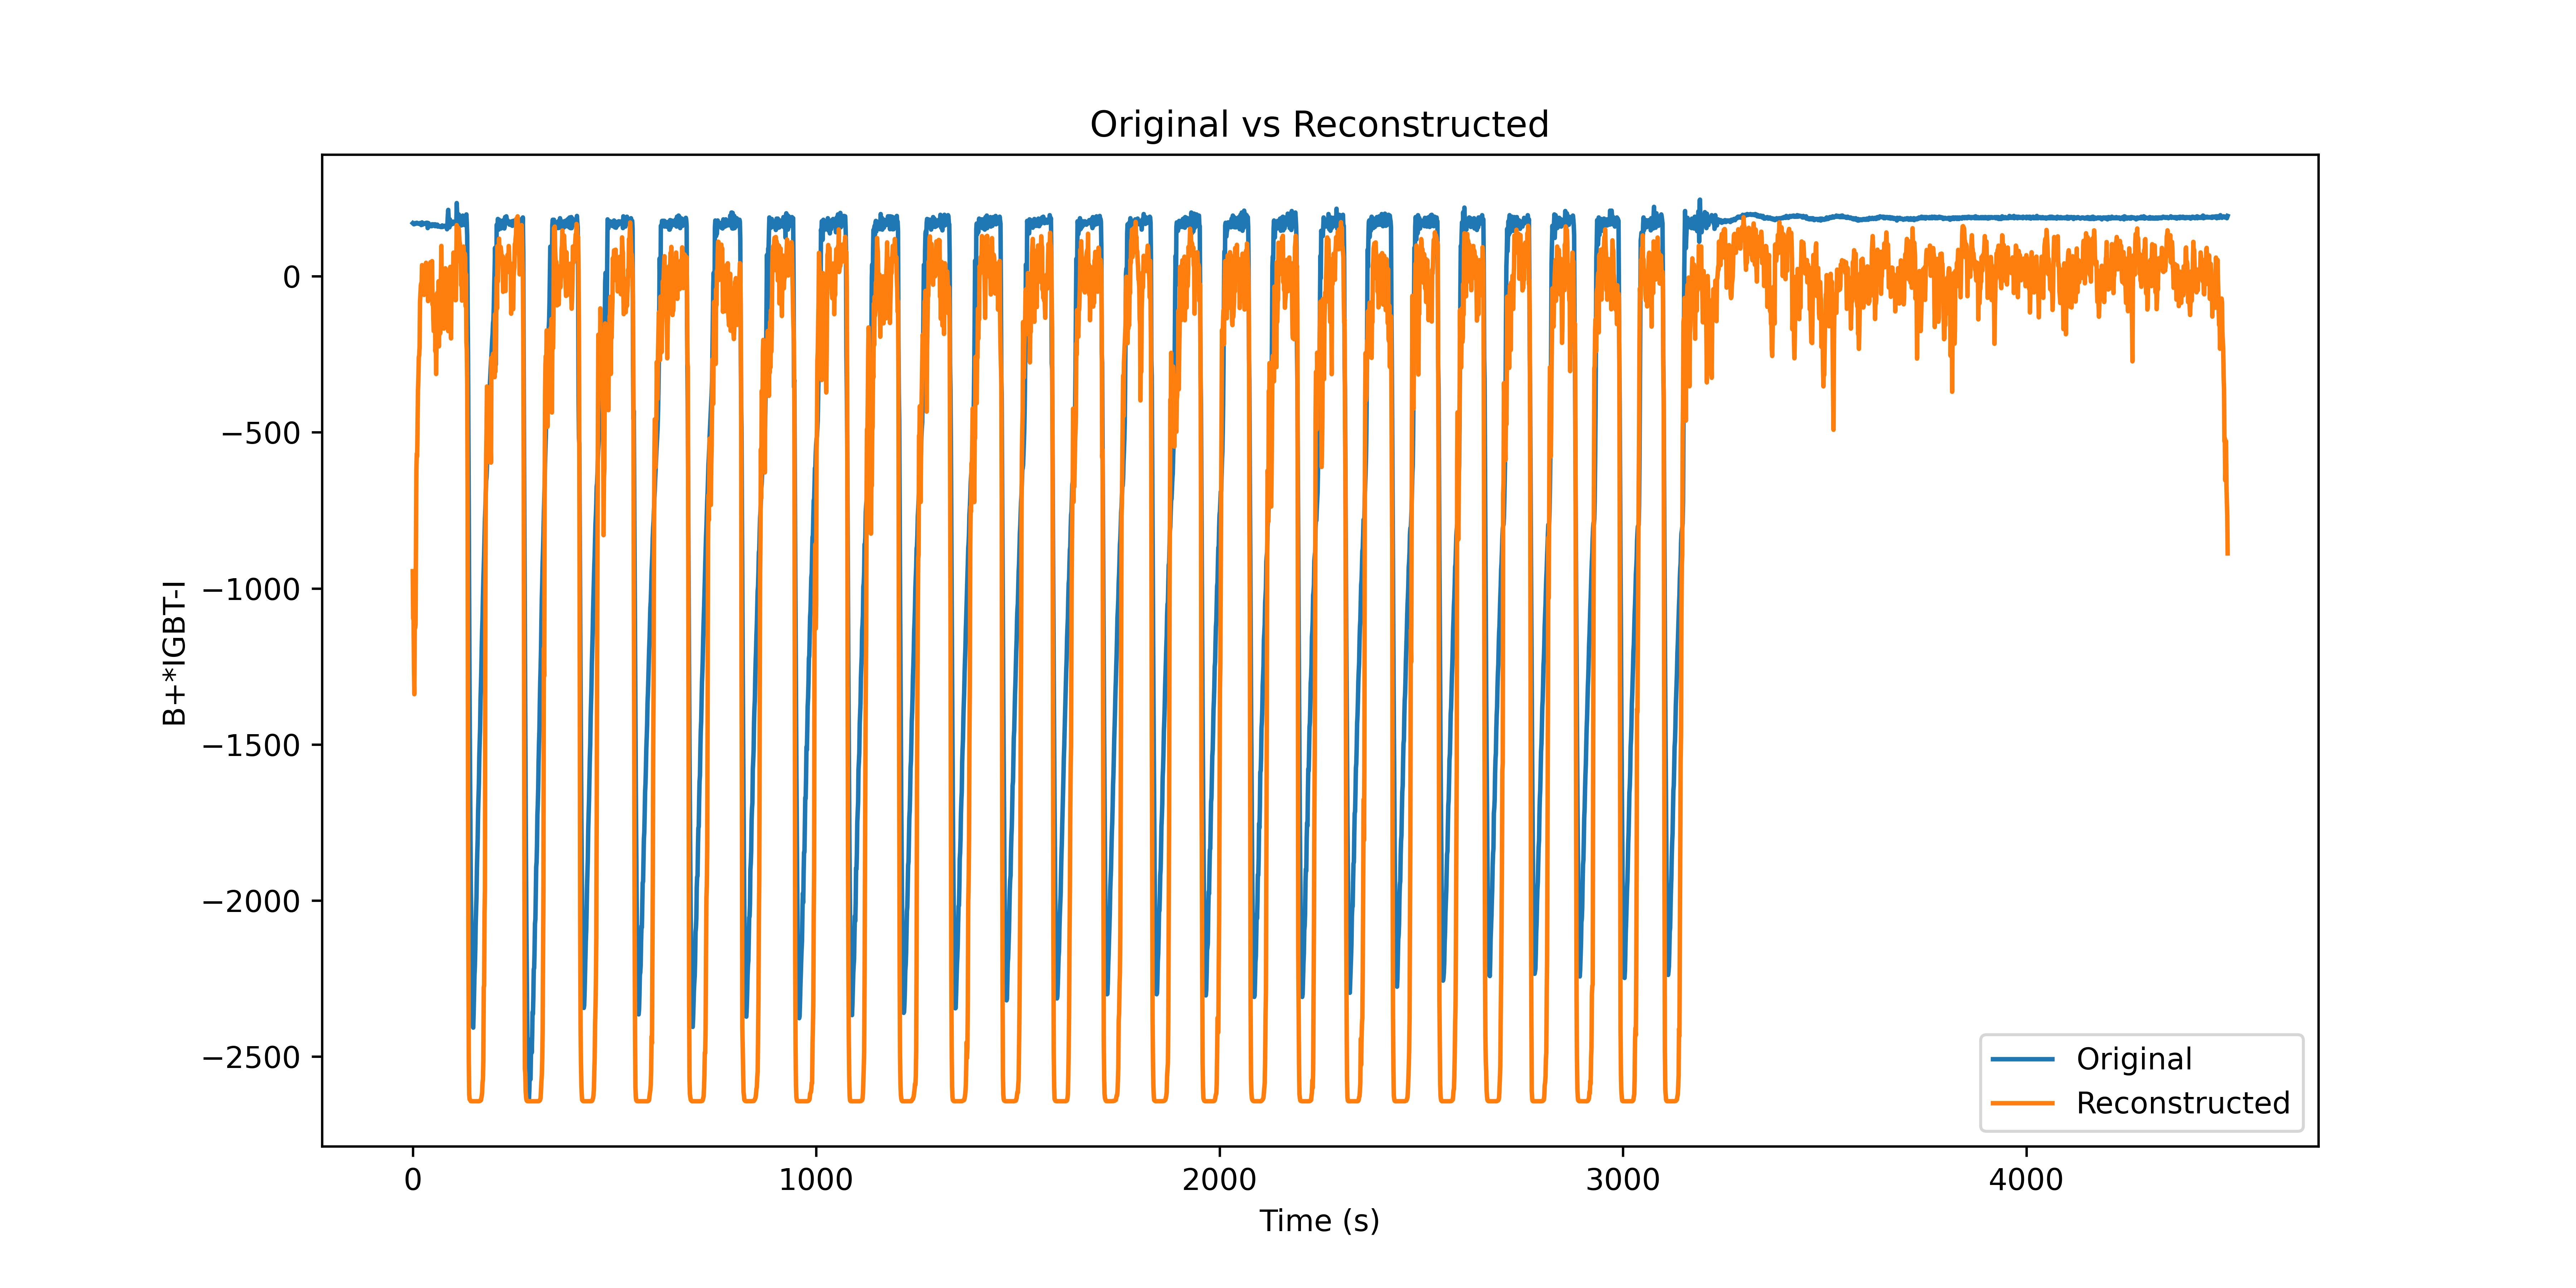 Original vs Reconstructed
B+*IGBT-I
0
−500
−1000
−1500
−2000
−2500
0
1000
2000
3000
4000
Time (s)
Original
Reconstructed